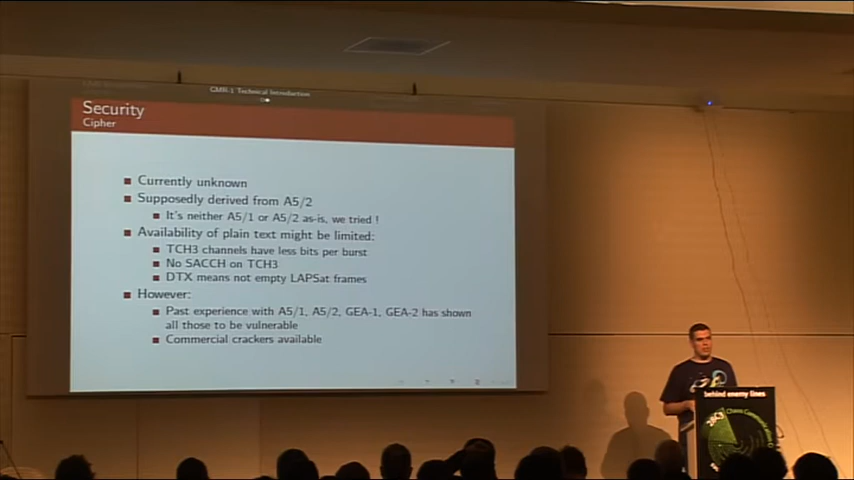 GMR-1 Technical Introduction
Security
Cipher
Currently unknown
Supposedly derived from A5/2
It's neither A5/1 or A5/2 as-is, we tried !
Availability of plain text might be limited:
TCH3 channels have less bits per burst
No SACCH on TCH3
DTX means not empty LAPSat frames
However:
Past experience with A5/1, A5/2, GEA-1, GEA-2 has shown
all those to be vulnerable
Commercial crackers available
behind enemy lines
28C3
Chaos Communication